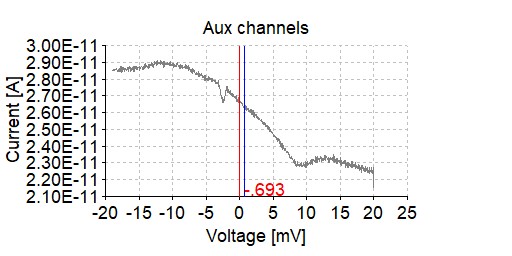 Aux channels
3.00E-11
2.90E-11
2.80E-11
2.70E-11
2.60E-11
2.50E-11
2.40E-11
2.30E-11
2.20E-11
2.10E-11
Current [A]
-.693
-20 -15 -10 -5 0 5 10 15 20 25
Voltage [mV]